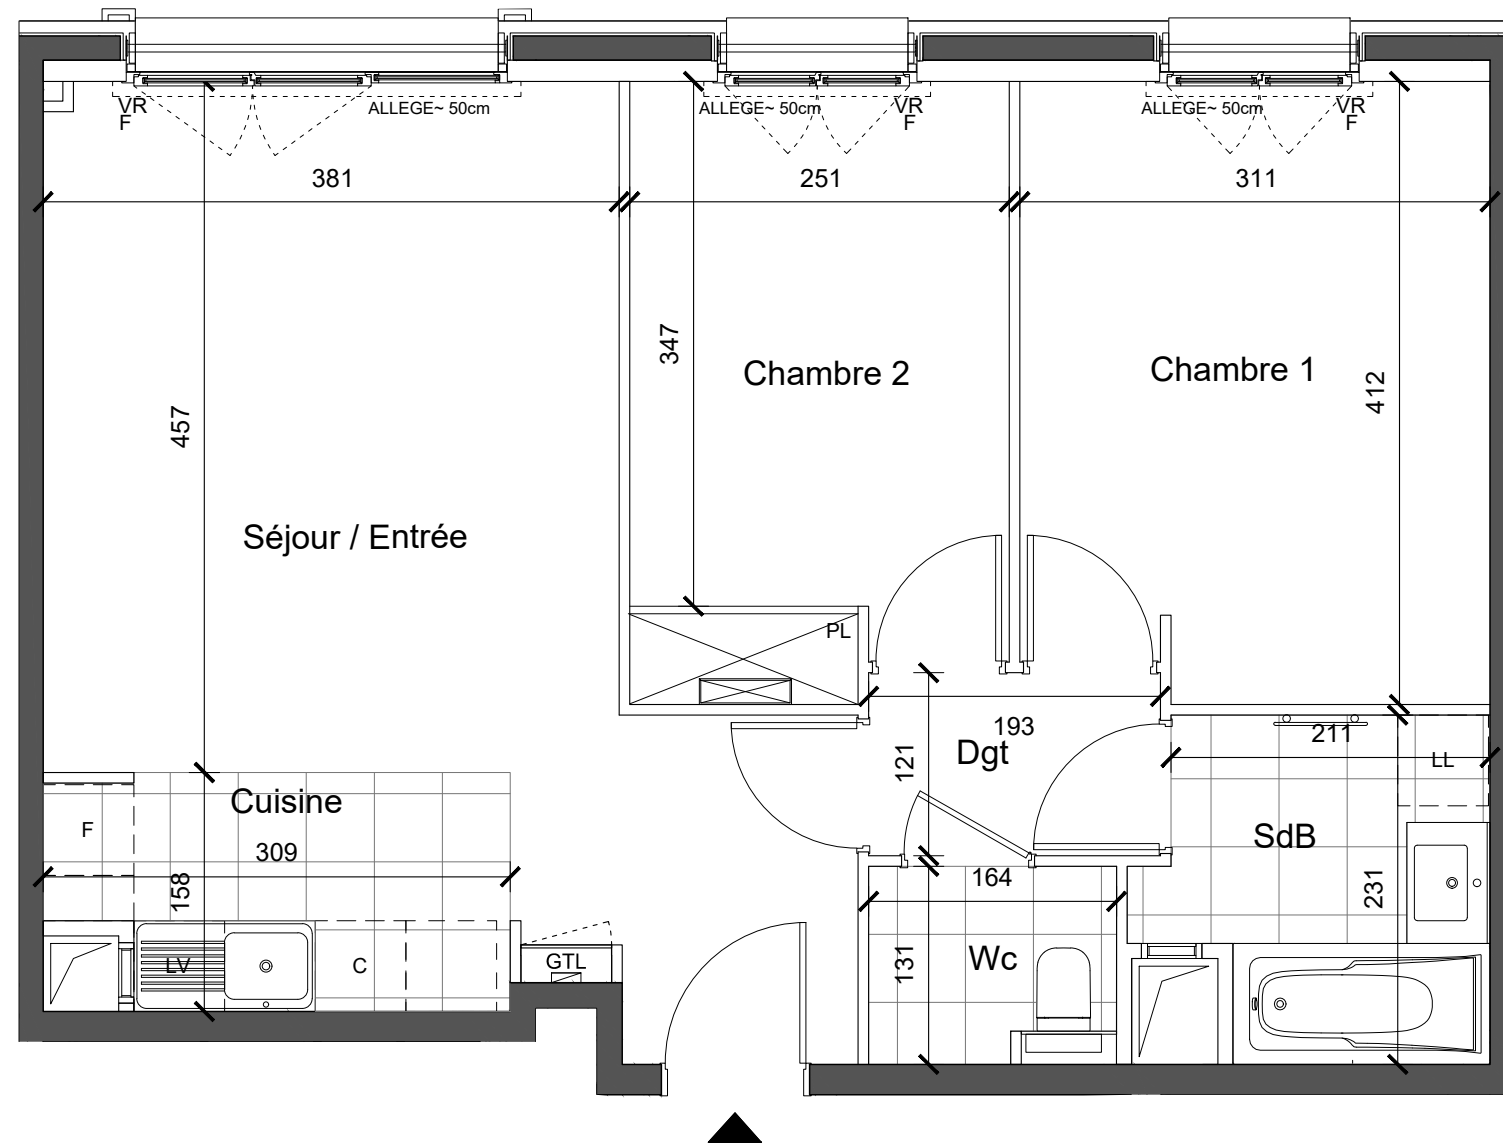 VR
F
ALLEGE~ 50cm
ALLEGE~ 50cm
VR
F
ALLEGE~ 50cm
VR
F
381
251
311
347
Chambre 2
Chambre 1
412
457
Séjour / Entrée
PL
193
211
Dgt
121
LL
Cuisine
F
309
SdB
158
164
231
LV
C
GTL
131
Wc